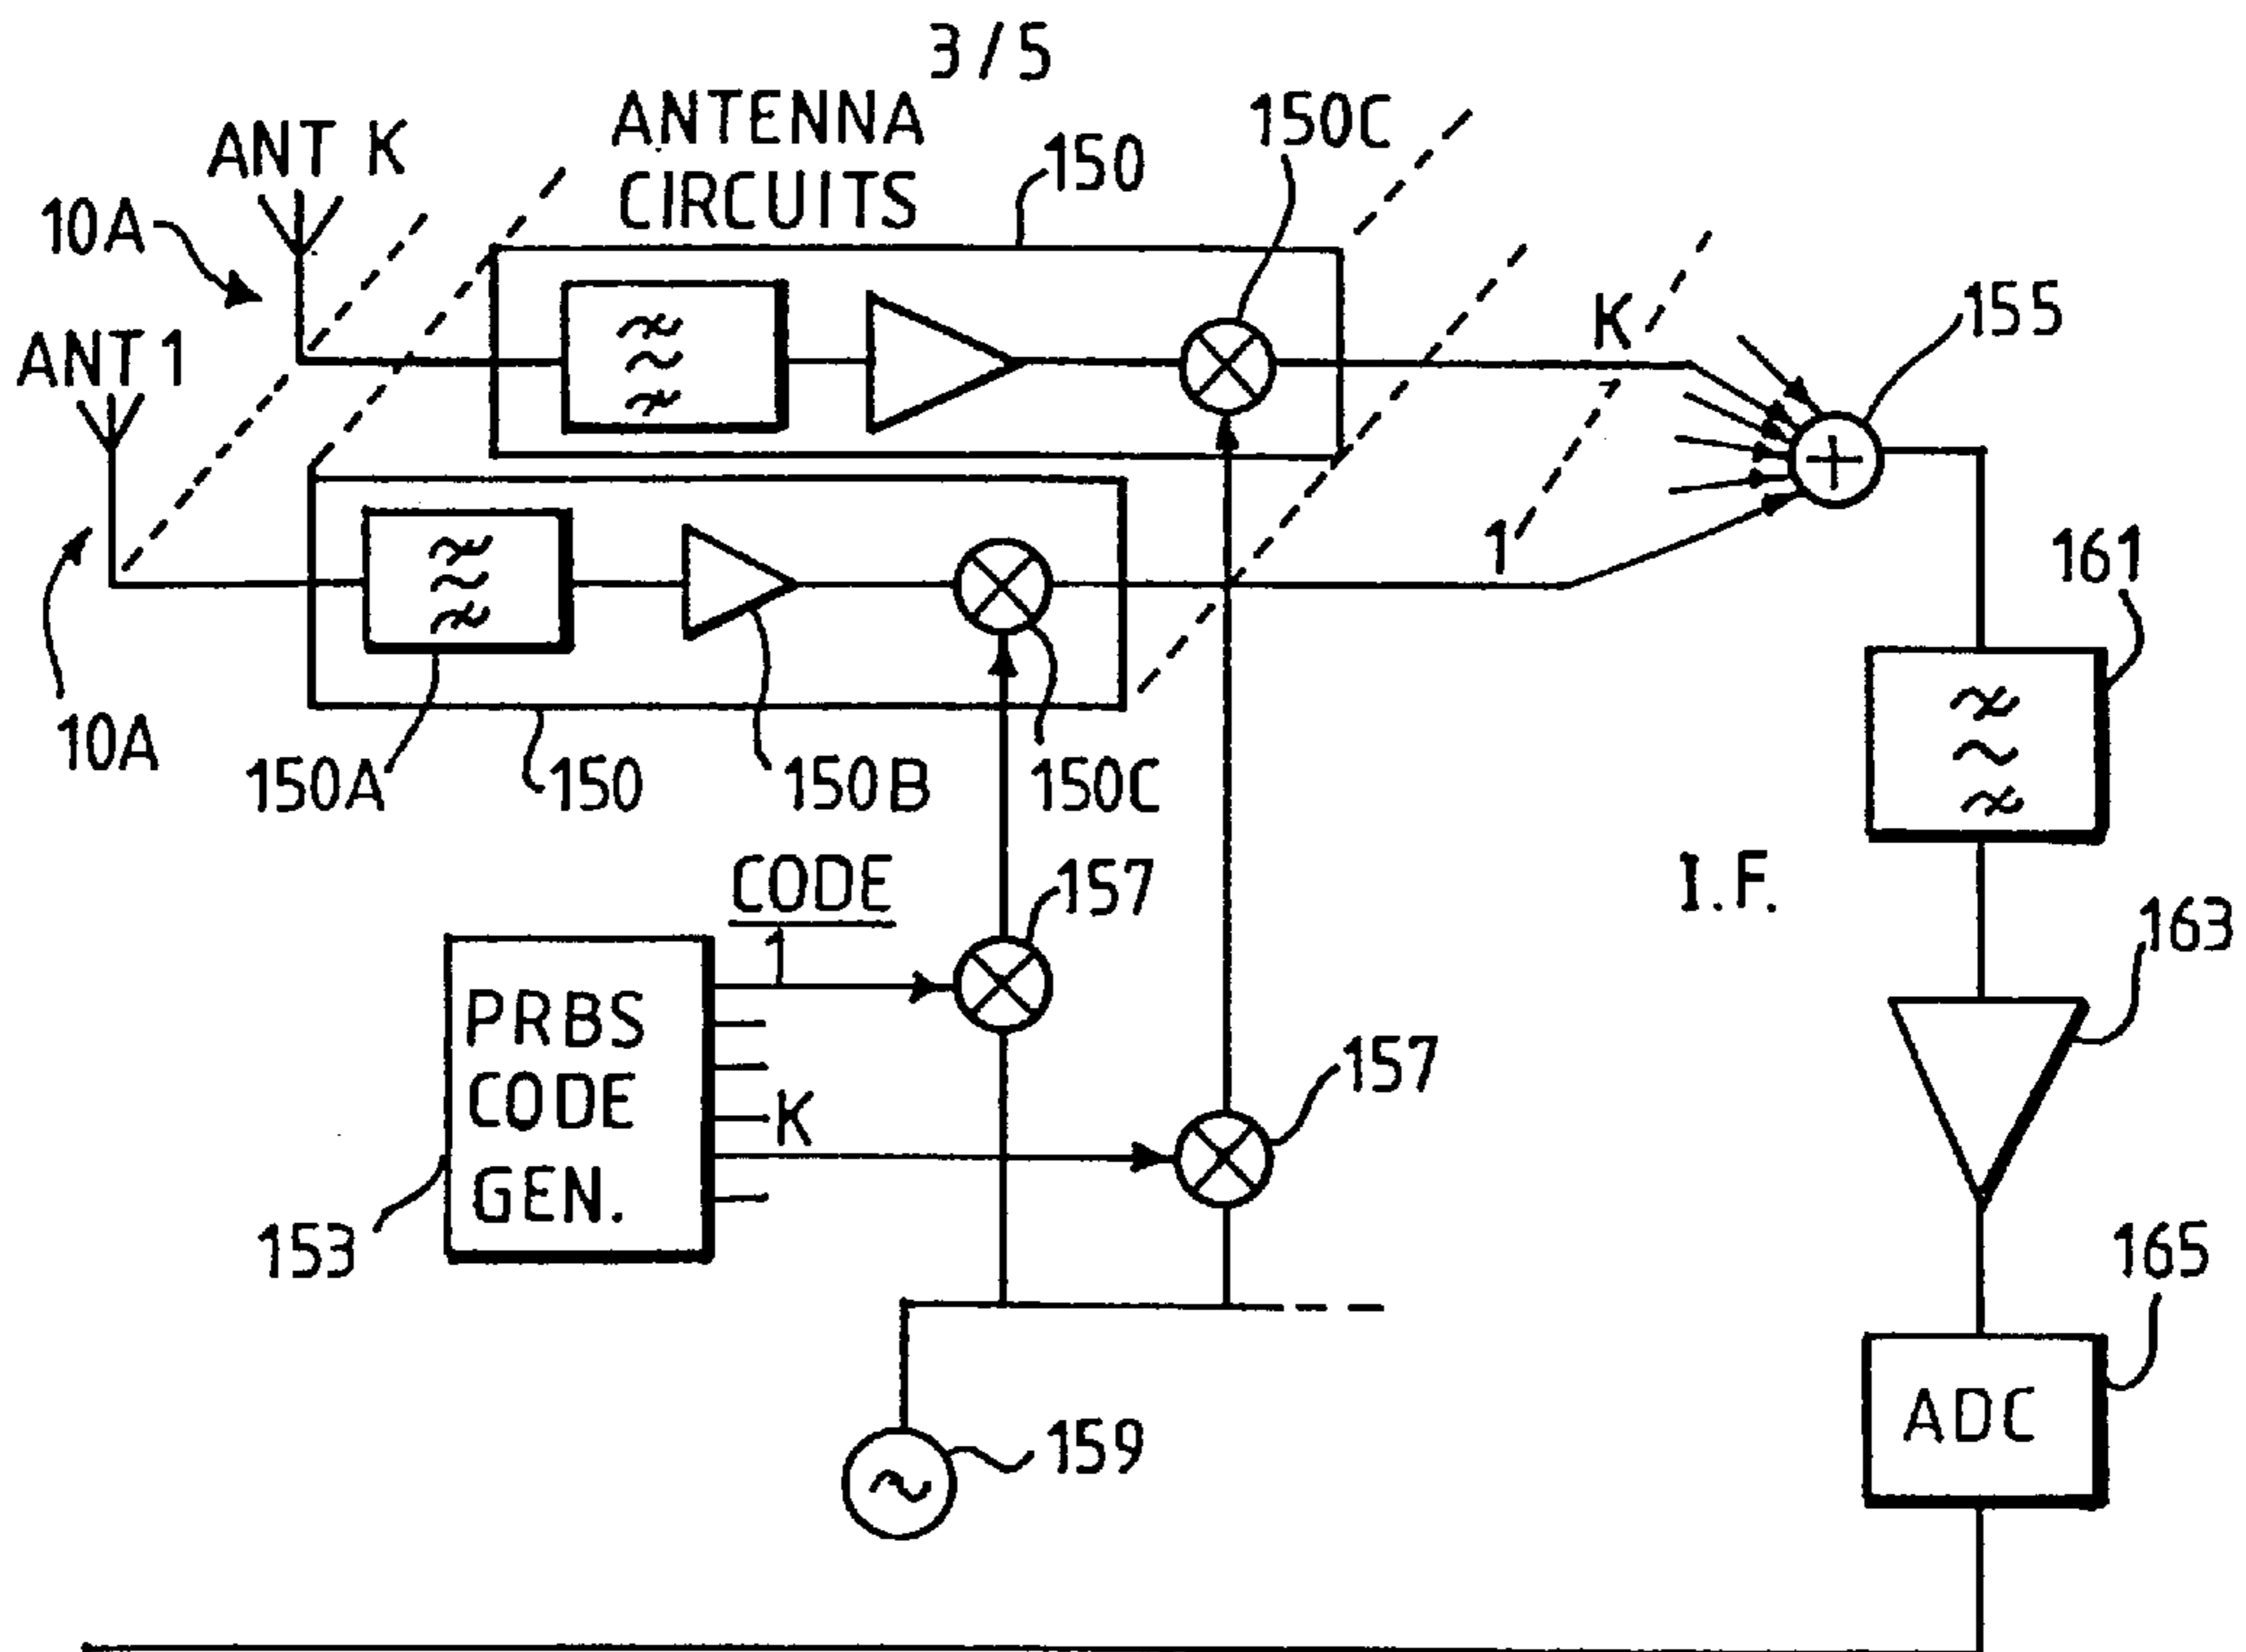 3/5
ANTENNA
CIRCUITS
ANT K
150
150C
10A
ANT 1
K
155
1
161
10A
150A
150
150B
150C
I.F.
CODE
1
157
163
PRBS
CODE
GEN.
K
157
153
165
ADC
159